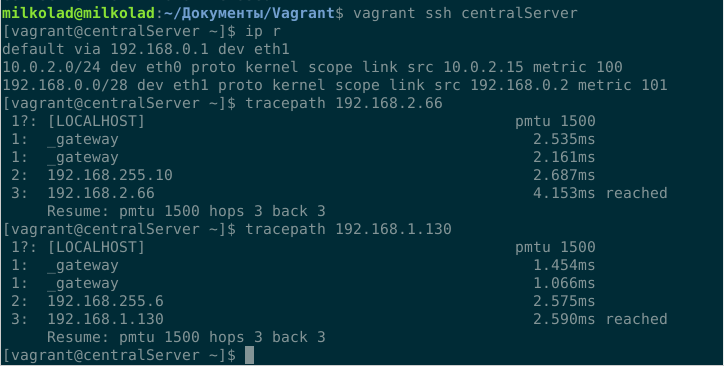 milkolad@milkolad:~/Документы/Vagrant$ vagrant ssh centralServer
[vagrant@centralServer ~]$ ip r
default via 192.168.0.1 dev eth1
10.0.2.0/24 dev eth0 proto kernel scope link src 10.0.2.15 metric 100
192.168.0.0/28 dev eth1 proto kernel scope link src 192.168.0.2 metric 101
[vagrant@centralServer ~]$ tracepath 192.168.2.66
 1?: [LOCALHOST]                                         pmtu 1500
 1:  _gateway                                              2.535ms
 1:  _gateway                                              2.161ms
 2:  192.168.255.10                                        2.687ms
 3:  192.168.2.66                                          4.153ms reached
     Resume: pmtu 1500 hops 3 back 3
[vagrant@centralServer ~]$ tracepath 192.168.1.130
 1?: [LOCALHOST]                                         pmtu 1500
 1:  _gateway                                              1.454ms
 1:  _gateway                                              1.066ms
 2:  192.168.255.6                                         2.575ms
 3:  192.168.1.130                                         2.590ms reached
     Resume: pmtu 1500 hops 3 back 3
[vagrant@centralServer ~]$